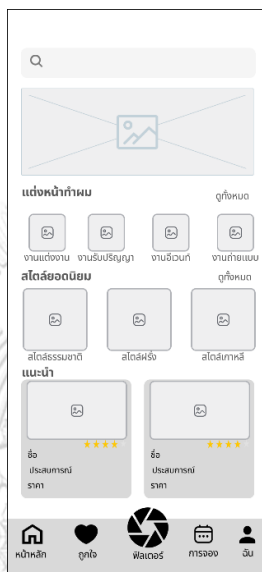 แต่งหน้าทำผม ดูทั้งหมด
งานแต่งงาน งานรับปริญญา งานอีเวนท์ งานถ่ายแบบ
สไตล์ยอดนิยม ดูทั้งหมด
สไตล์ธรรมชาติ สไตล์ฝรั่ง สไตล์เกาหลี
แนะนำ
ชื่อ ชื่อ
ประสบการณ์ ประสบการณ์
ราคา ราคา
หน้าหลัก ถูกใจ ฟิลเตอร์ การจอง ฉัน